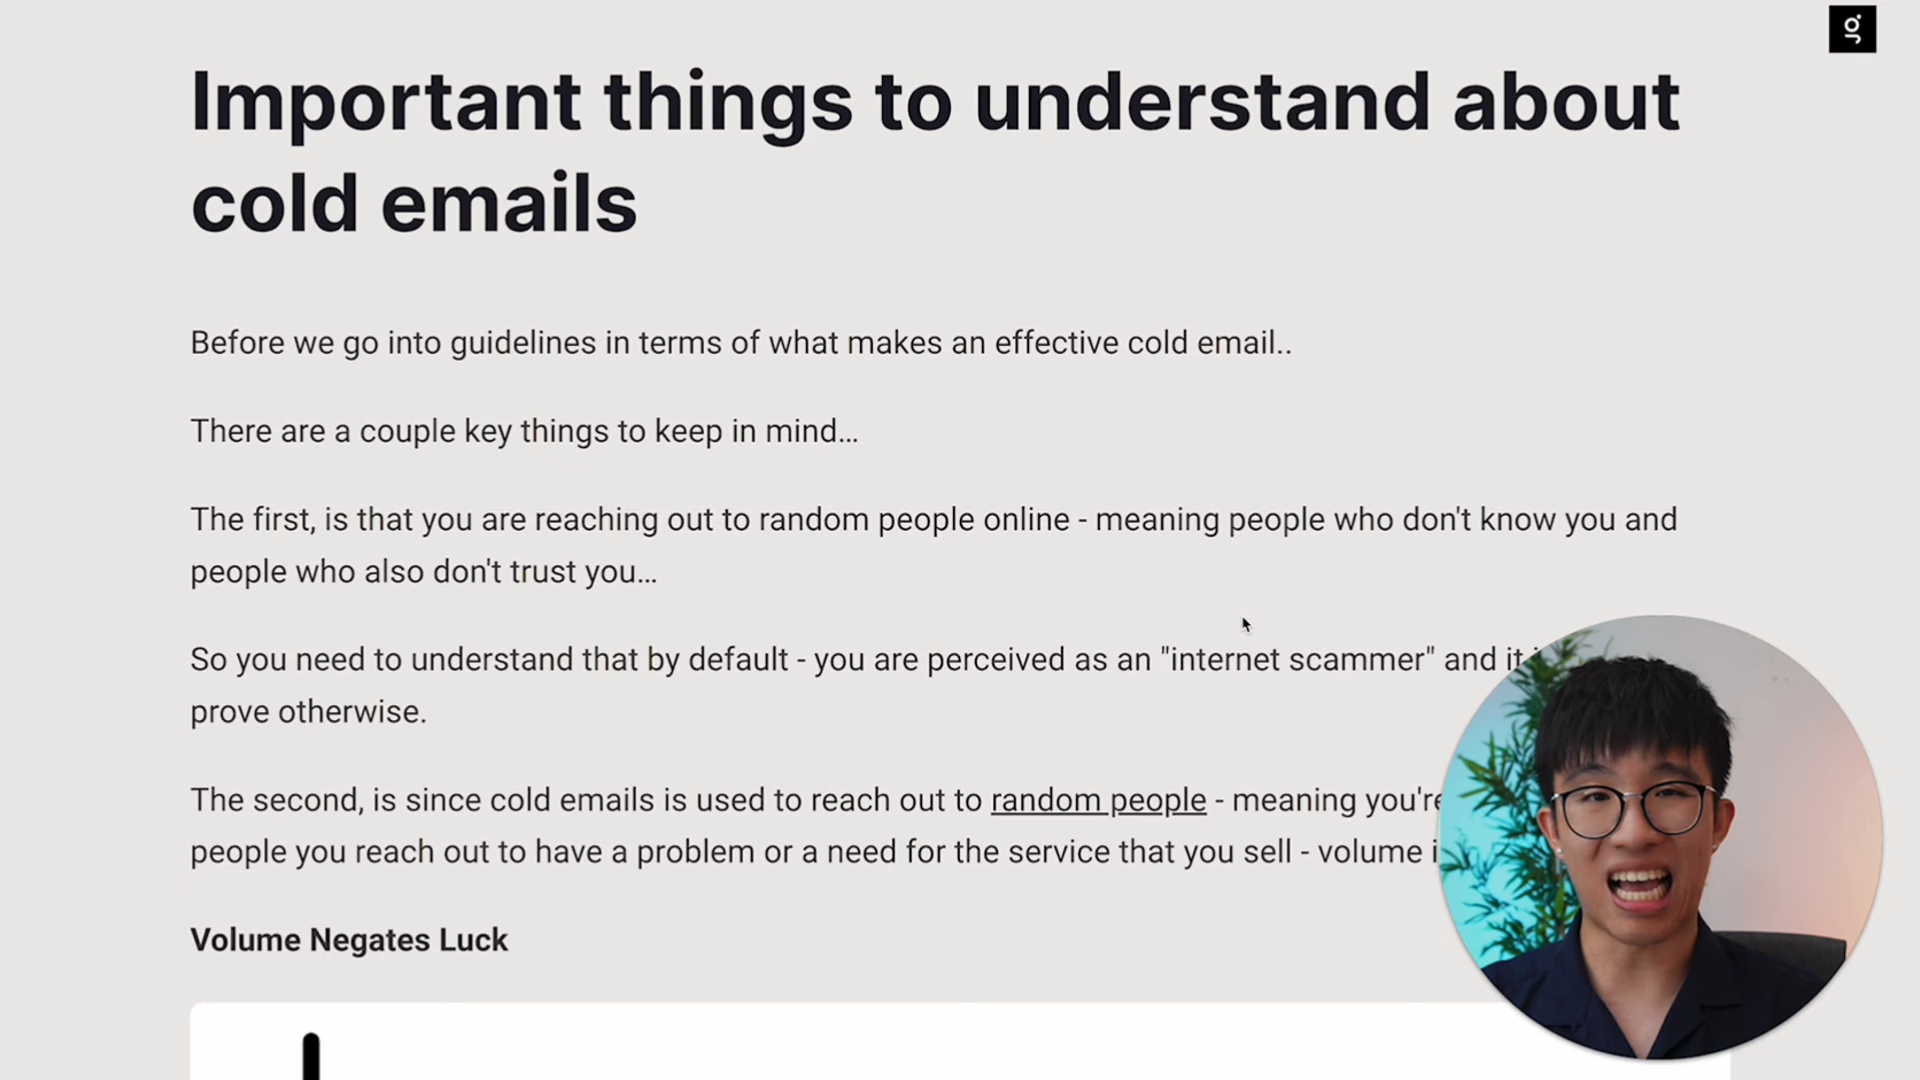 g
Important things to understand about
cold emails
Before we go into guidelines in terms of what makes an effective cold email..
There are a couple key things to keep in mind...
The first, is that you are reaching out to random people online - meaning people who don't know you and
people who also don't trust you...
So you need to understand that by default - you are perceived as an "internet scammer" and it
prove otherwise.
The second, is since cold emails is used to reach out to random people - meaning you're
people you reach out to have a problem or a need for the service that you sell - volume
Volume Negates Luck